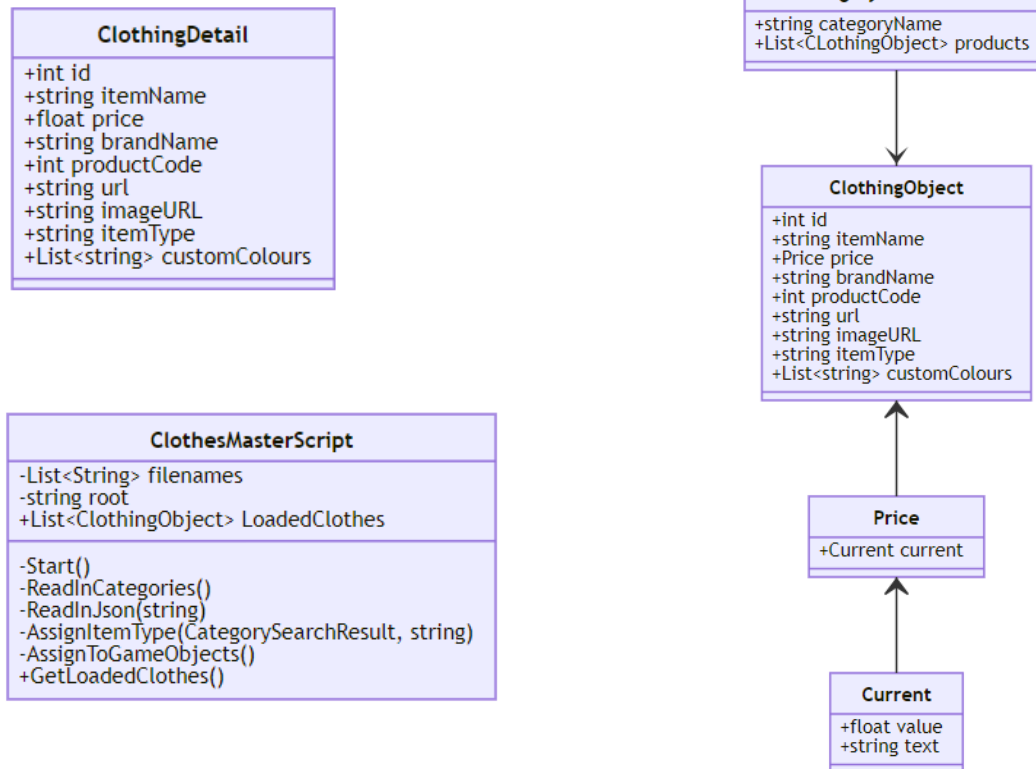 ClothingDetail
+int id
+string itemName
+float price
+string brandName
+int productCode
+string url
+string imageURL
+string itemType
+List<string> customColours
ClothesMasterScript
-List<String> filenames
-string root
+List<ClothingObject> LoadedClothes
-Start()
-ReadInCategories()
-ReadInJson(string)
-AssignItemType(CategorySearchResult, string)
-AssignToGameObjects()
+GetLoadedClothes()
+string categoryName
+List<CLothingObject> products
ClothingObject
+int id
+string itemName
+Price price
+string brandName
+int productCode
+string url
+string imageURL
+string itemType
+List<string> customColours
Price
+Current current
Current
+float value
+string text